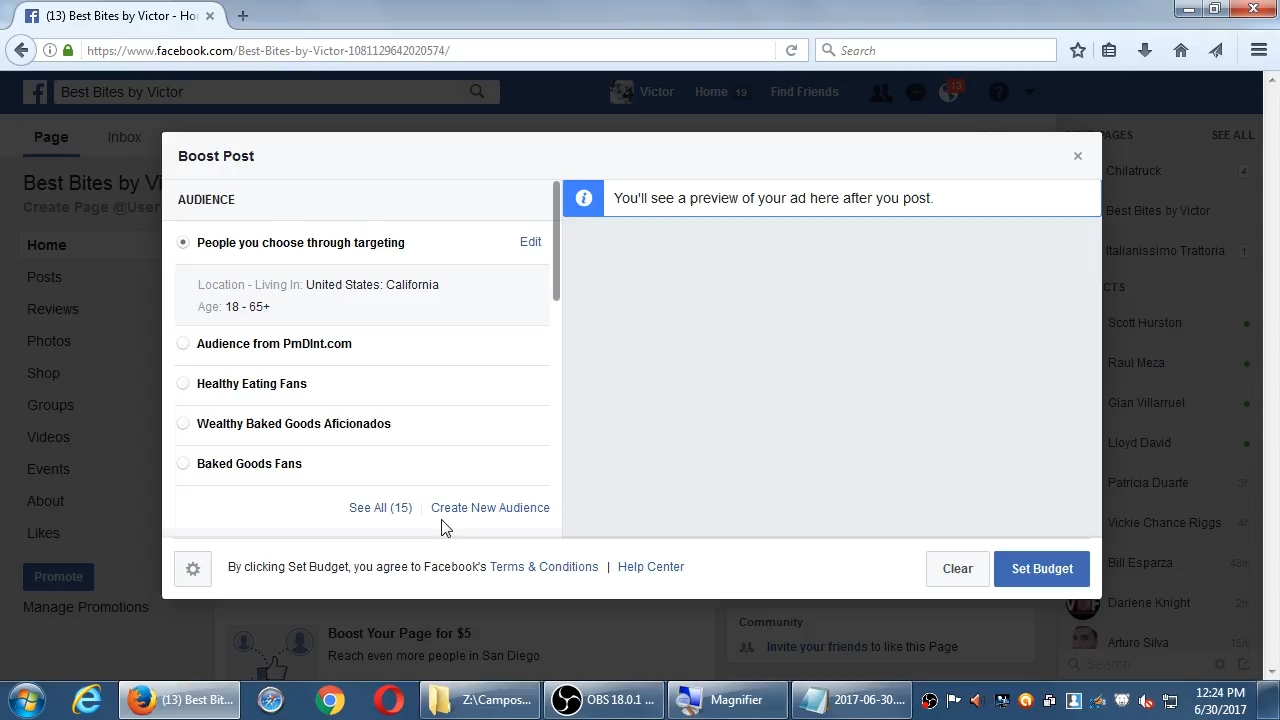 (13) Best Bites by Victor - Ho
https://www.facebook.com/Best-Bites-by-Victor-1081129642020574/
Search
Best Bites by Victor
Victor
Home 19
Find Friends
13
Page
Inbox
PAGES
SEE ALL
Best Bites by Vi
Create Page @User
Home
Posts
Reviews
Photos
Shop
Groups
Videos
Events
About
Likes
Promote
Manage Promotions
Boost Post
×
AUDIENCE
People you choose through targeting
Edit
Location - Living In: United States: California
Age: 18 - 65+
Audience from PmDInt.com
Healthy Eating Fans
Wealthy Baked Goods Aficionados
Baked Goods Fans
See All (15) | Create New Audience
You'll see a preview of your ad here after you post.
By clicking Set Budget, you agree to Facebook's Terms & Conditions | Help Center
Clear
Set Budget
Chilatruck 4
Best Bites by Victor
Italianissimo Trattoria 1
CTS
Scott Hurston
Raul Meza
Gian Villarruel
Lloyd David
Patricia Duarte 3h
Vickie Chance Riggs 4h
Bill Esparza 48m
Darlene Knight 2h
Arturo Silva 15m
Search
Boost Your Page for $5
Reach even more people in San Diego
Community
Invite your friends to like this Page
(13) Best Bit...
Z:\Campos...
OBS 18.0.1 ...
Magnifier
2017-06-30....
12:24 PM
6/30/2017